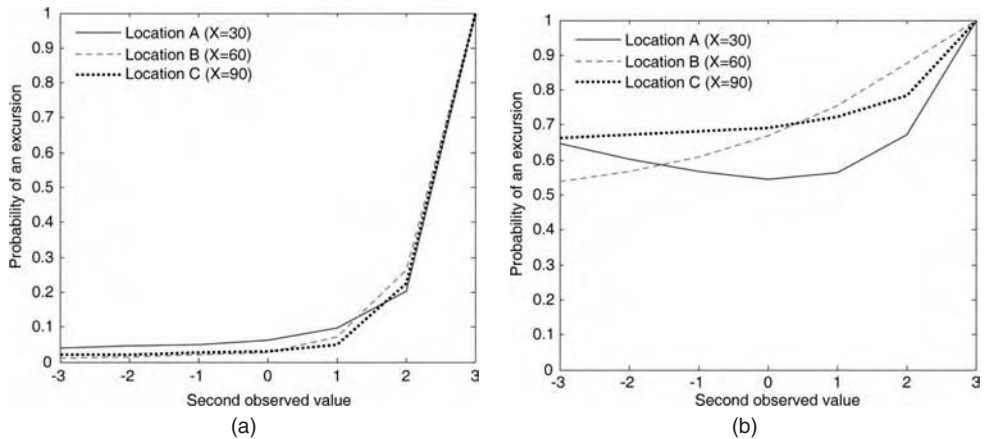 Probability of an excursion
1
0.9
0.8
0.7
0.6
0.5
0.4
0.3
0.2
0.1
0
Location A (X=30)
Location B (X=60)
Location C (X=90)
-3 -2 -1 0 1 2 3
Second observed value
(a)
Probability of an excursion
1
0.9
0.8
0.7
0.6
0.5
0.4
0.3
0.2
0.1
0
Location A (X=30)
Location B (X=60)
Location C (X=90)
-3 -2 -1 0 1 2 3
Second observed value
(b)